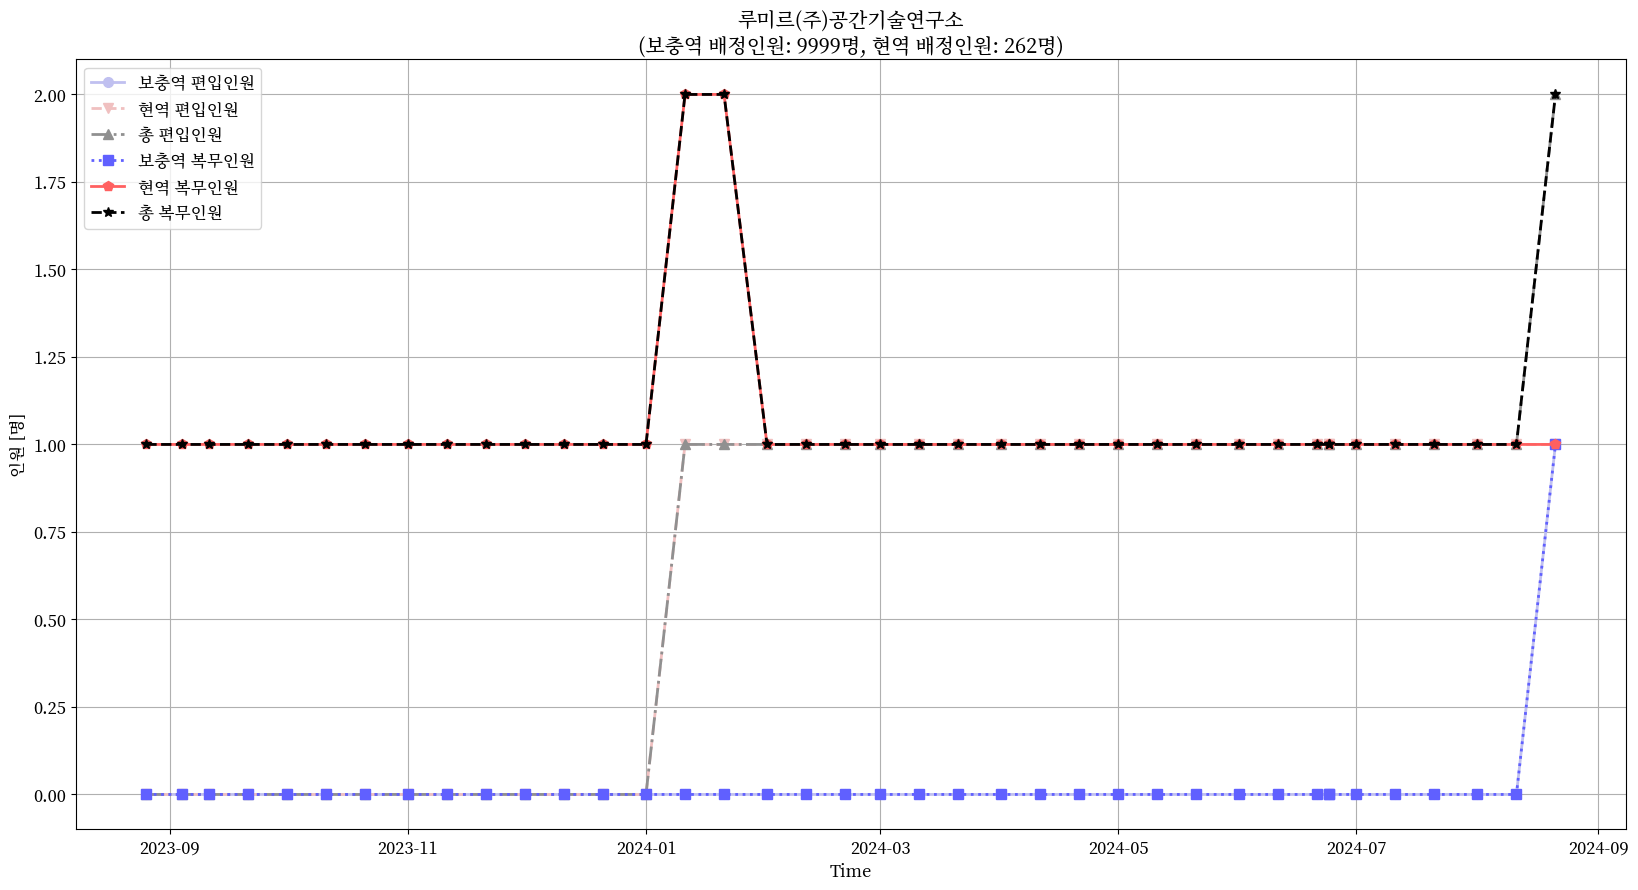 루미르(주)공간기술연구소
(보충역 배정인원: 9999명, 현역 배정인원: 262명)
보충역 편입인원
현역 편입인원
총 편입인원
보충역 복무인원
현역 복무인원
총 복무인원
2.00
1.75
1.50
1.25
1.00
0.75
0.50
0.25
0.00
인원 [명]
2023-09
2023-11
2024-01
2024-03
2024-05
2024-07
2024-09
Time